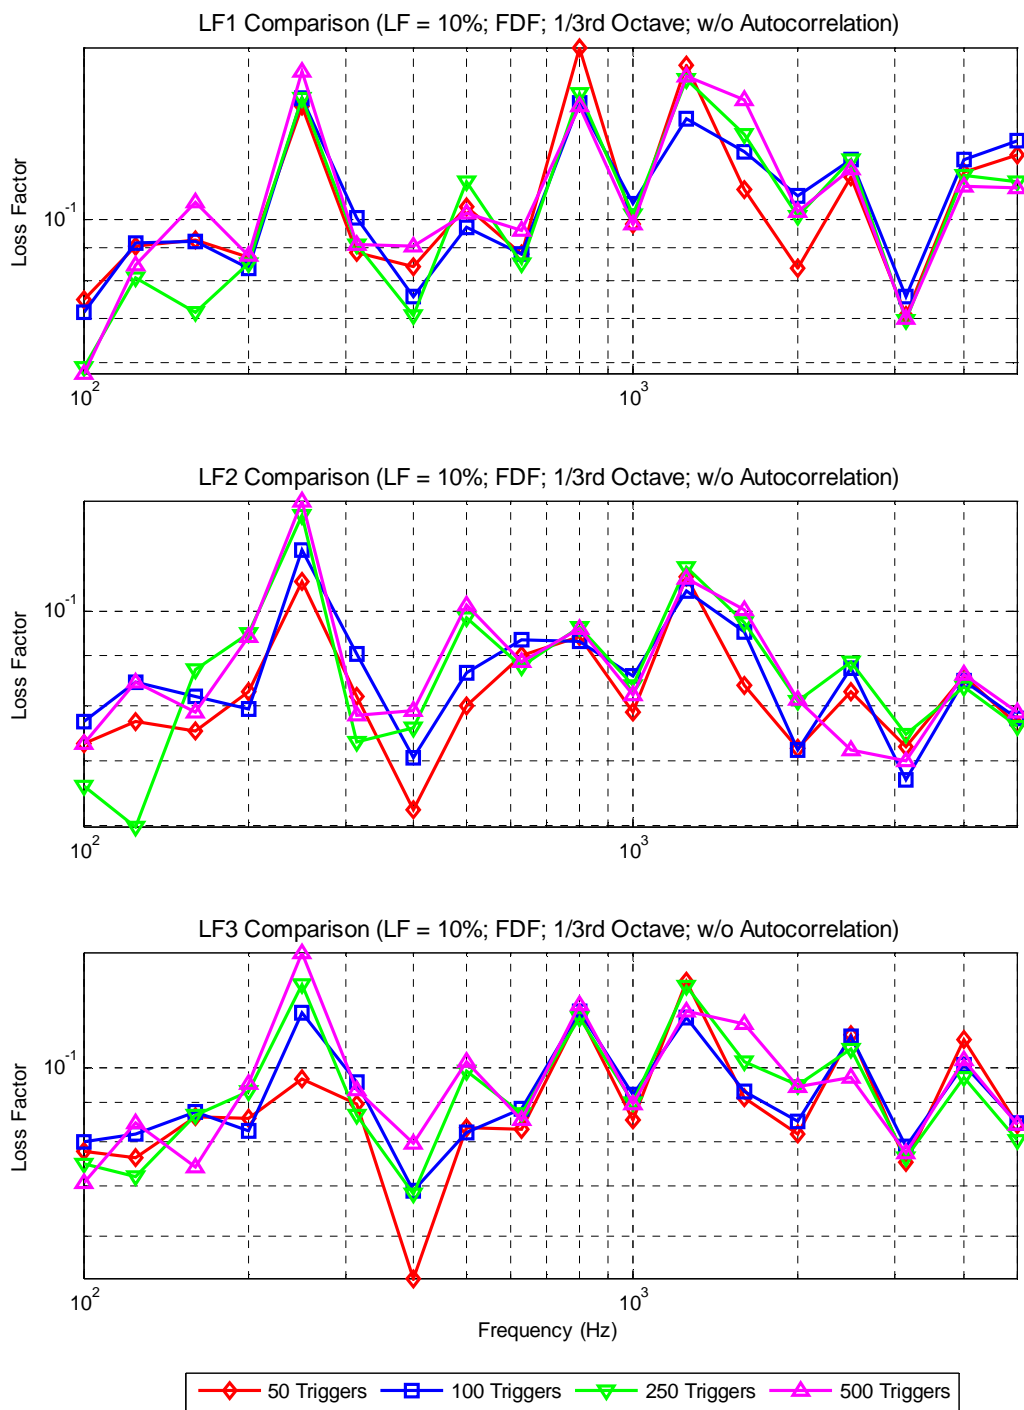 LF1 Comparison (LF = 10%; FDF; 1/3rd Octave; w/o Autocorrelation)
Loss Factor
10^-1
10^2
10^3
LF2 Comparison (LF = 10%; FDF; 1/3rd Octave; w/o Autocorrelation)
Loss Factor
10^-1
10^2
10^3
LF3 Comparison (LF = 10%; FDF; 1/3rd Octave; w/o Autocorrelation)
Loss Factor
10^-1
10^2
10^3
Frequency (Hz)
50 Triggers 100 Triggers 250 Triggers 500 Triggers